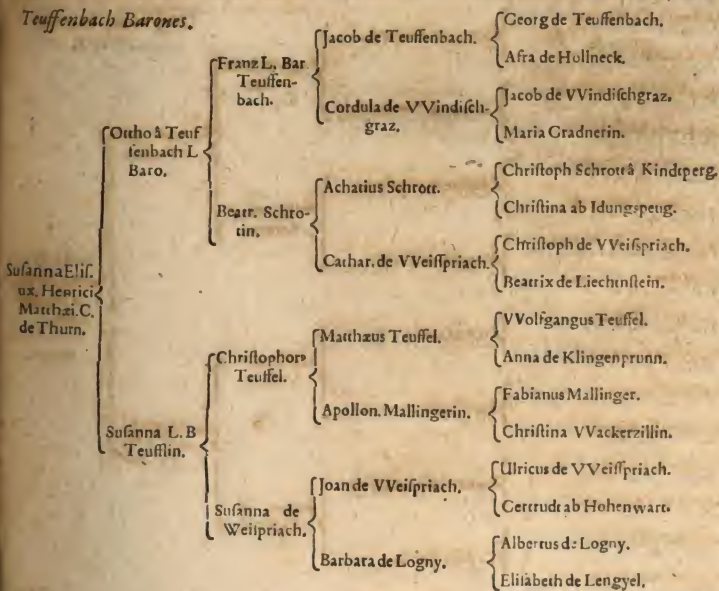 Teuffenbach Barones.
Susanna Elis.
ux. Henrici
Matthæi. C.
de Thurn.
Ottho â Teuf
fenbach L
Baro.
Susanna L. B
Teufflin.
Franz L. Bar
Teuffen-
bach.
Beatr. Schro-
tin.
Christophor9
Teuffel.
Susanna de
Weispriach.
Jacob de Teuffenbach.
Cordula de VVindisch-
graz.
Achatius Schrott.
Cathar. de VVeisspriach.
Matthæus Teuffel.
Apollon. Mallingerin.
Joan de VVeispriach.
Barbara de Logny.
Georg de Teuffenbach.
Afra de Hollneck.
Jacob de VVindischgraz.
Maria Gradnerin.
Christoph Schrott â Kindtperg.
Christina ab Idungspeug.
Christoph de VVeisspriach.
Beatrix de Liechtnstein.
VVolfgangus Teuffel.
Anna de Klingenprunn.
Fabianus Mallinger.
Christina VVackerzillin.
Ulricus de VVeisspriach.
Gertrudt ab Hohenwart.
Albertus de Logny.
Elisabeth de Lengyel.